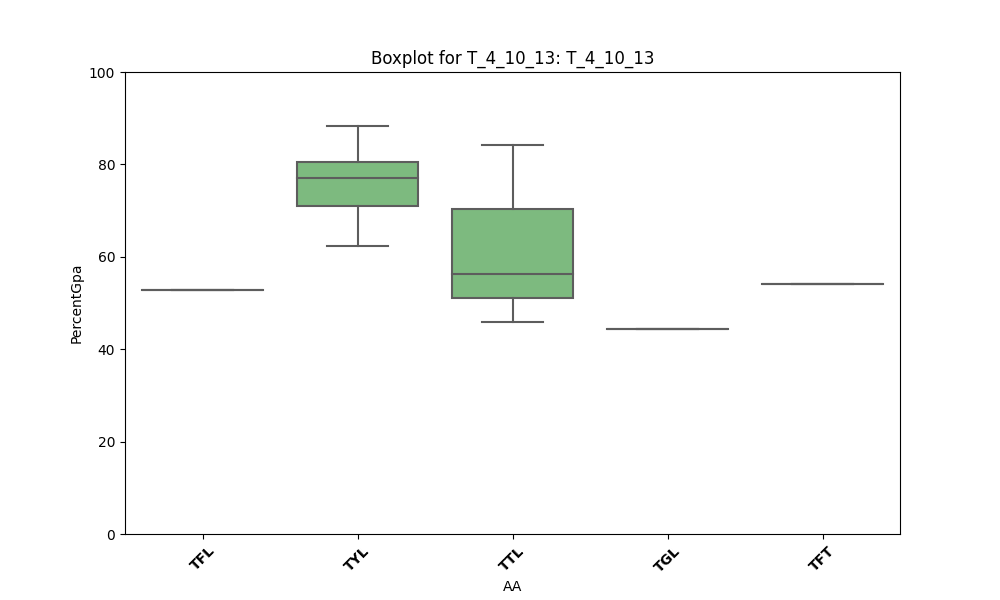 Boxplot for T_4_10_13: T_4_10_13
100
80
60
40
20
0
PercentGpa
TFL
TYL
TTL
TGL
TFT
AA